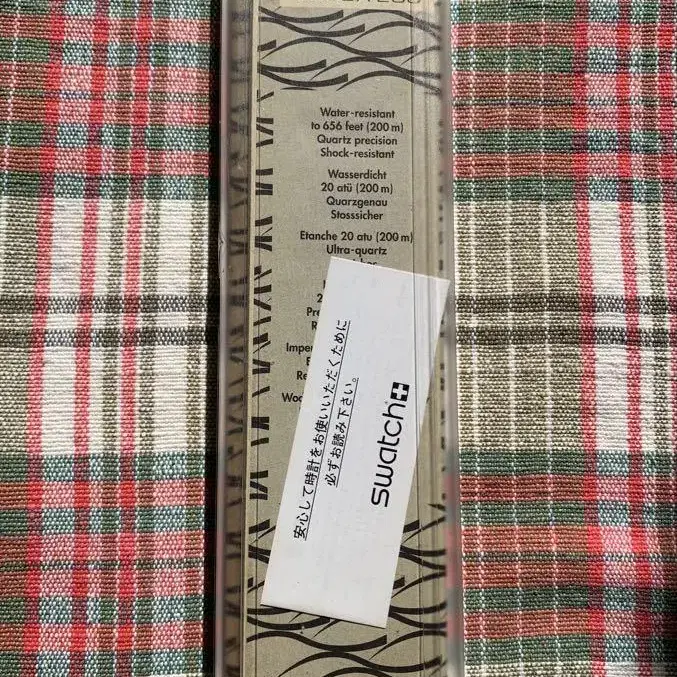 Water-resistant
to 656 feet (200 m)
Quartz precision
Shock-resistant
Wasserdicht
20 atü (200 m)
Quarzgenau
Stosssicher
Etanche 20 atu (200 m)
Ultra-quartz
安心して時計をお使いいただくために
必ずお読み下さい。
swatch